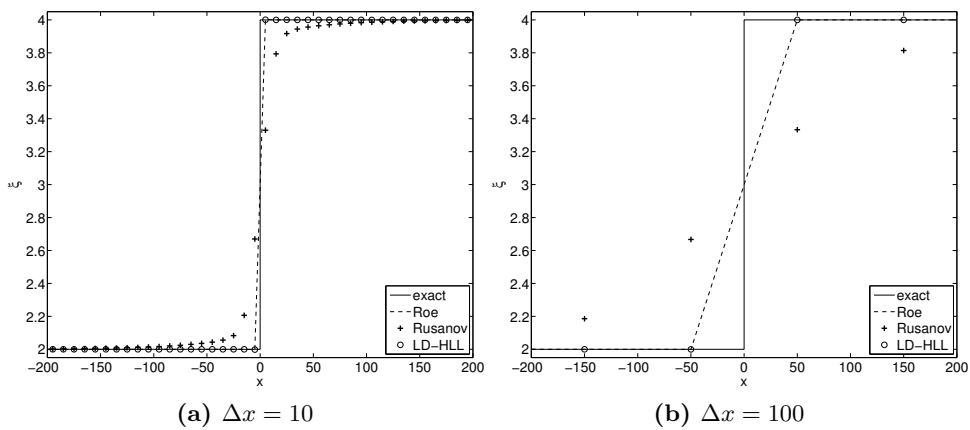 4
3.8
3.6
3.4
3.2
3
2.8
2.6
2.4
2.2
2
ξ
−200 −150 −100 −50 0 50 100 150 200
x
exact
Roe
Rusanov
LD−HLL
(a) Δx = 10
4
3.8
3.6
3.4
3.2
3
2.8
2.6
2.4
2.2
2
ξ
−200 −150 −100 −50 0 50 100 150 200
x
exact
Roe
Rusanov
LD−HLL
(b) Δx = 100